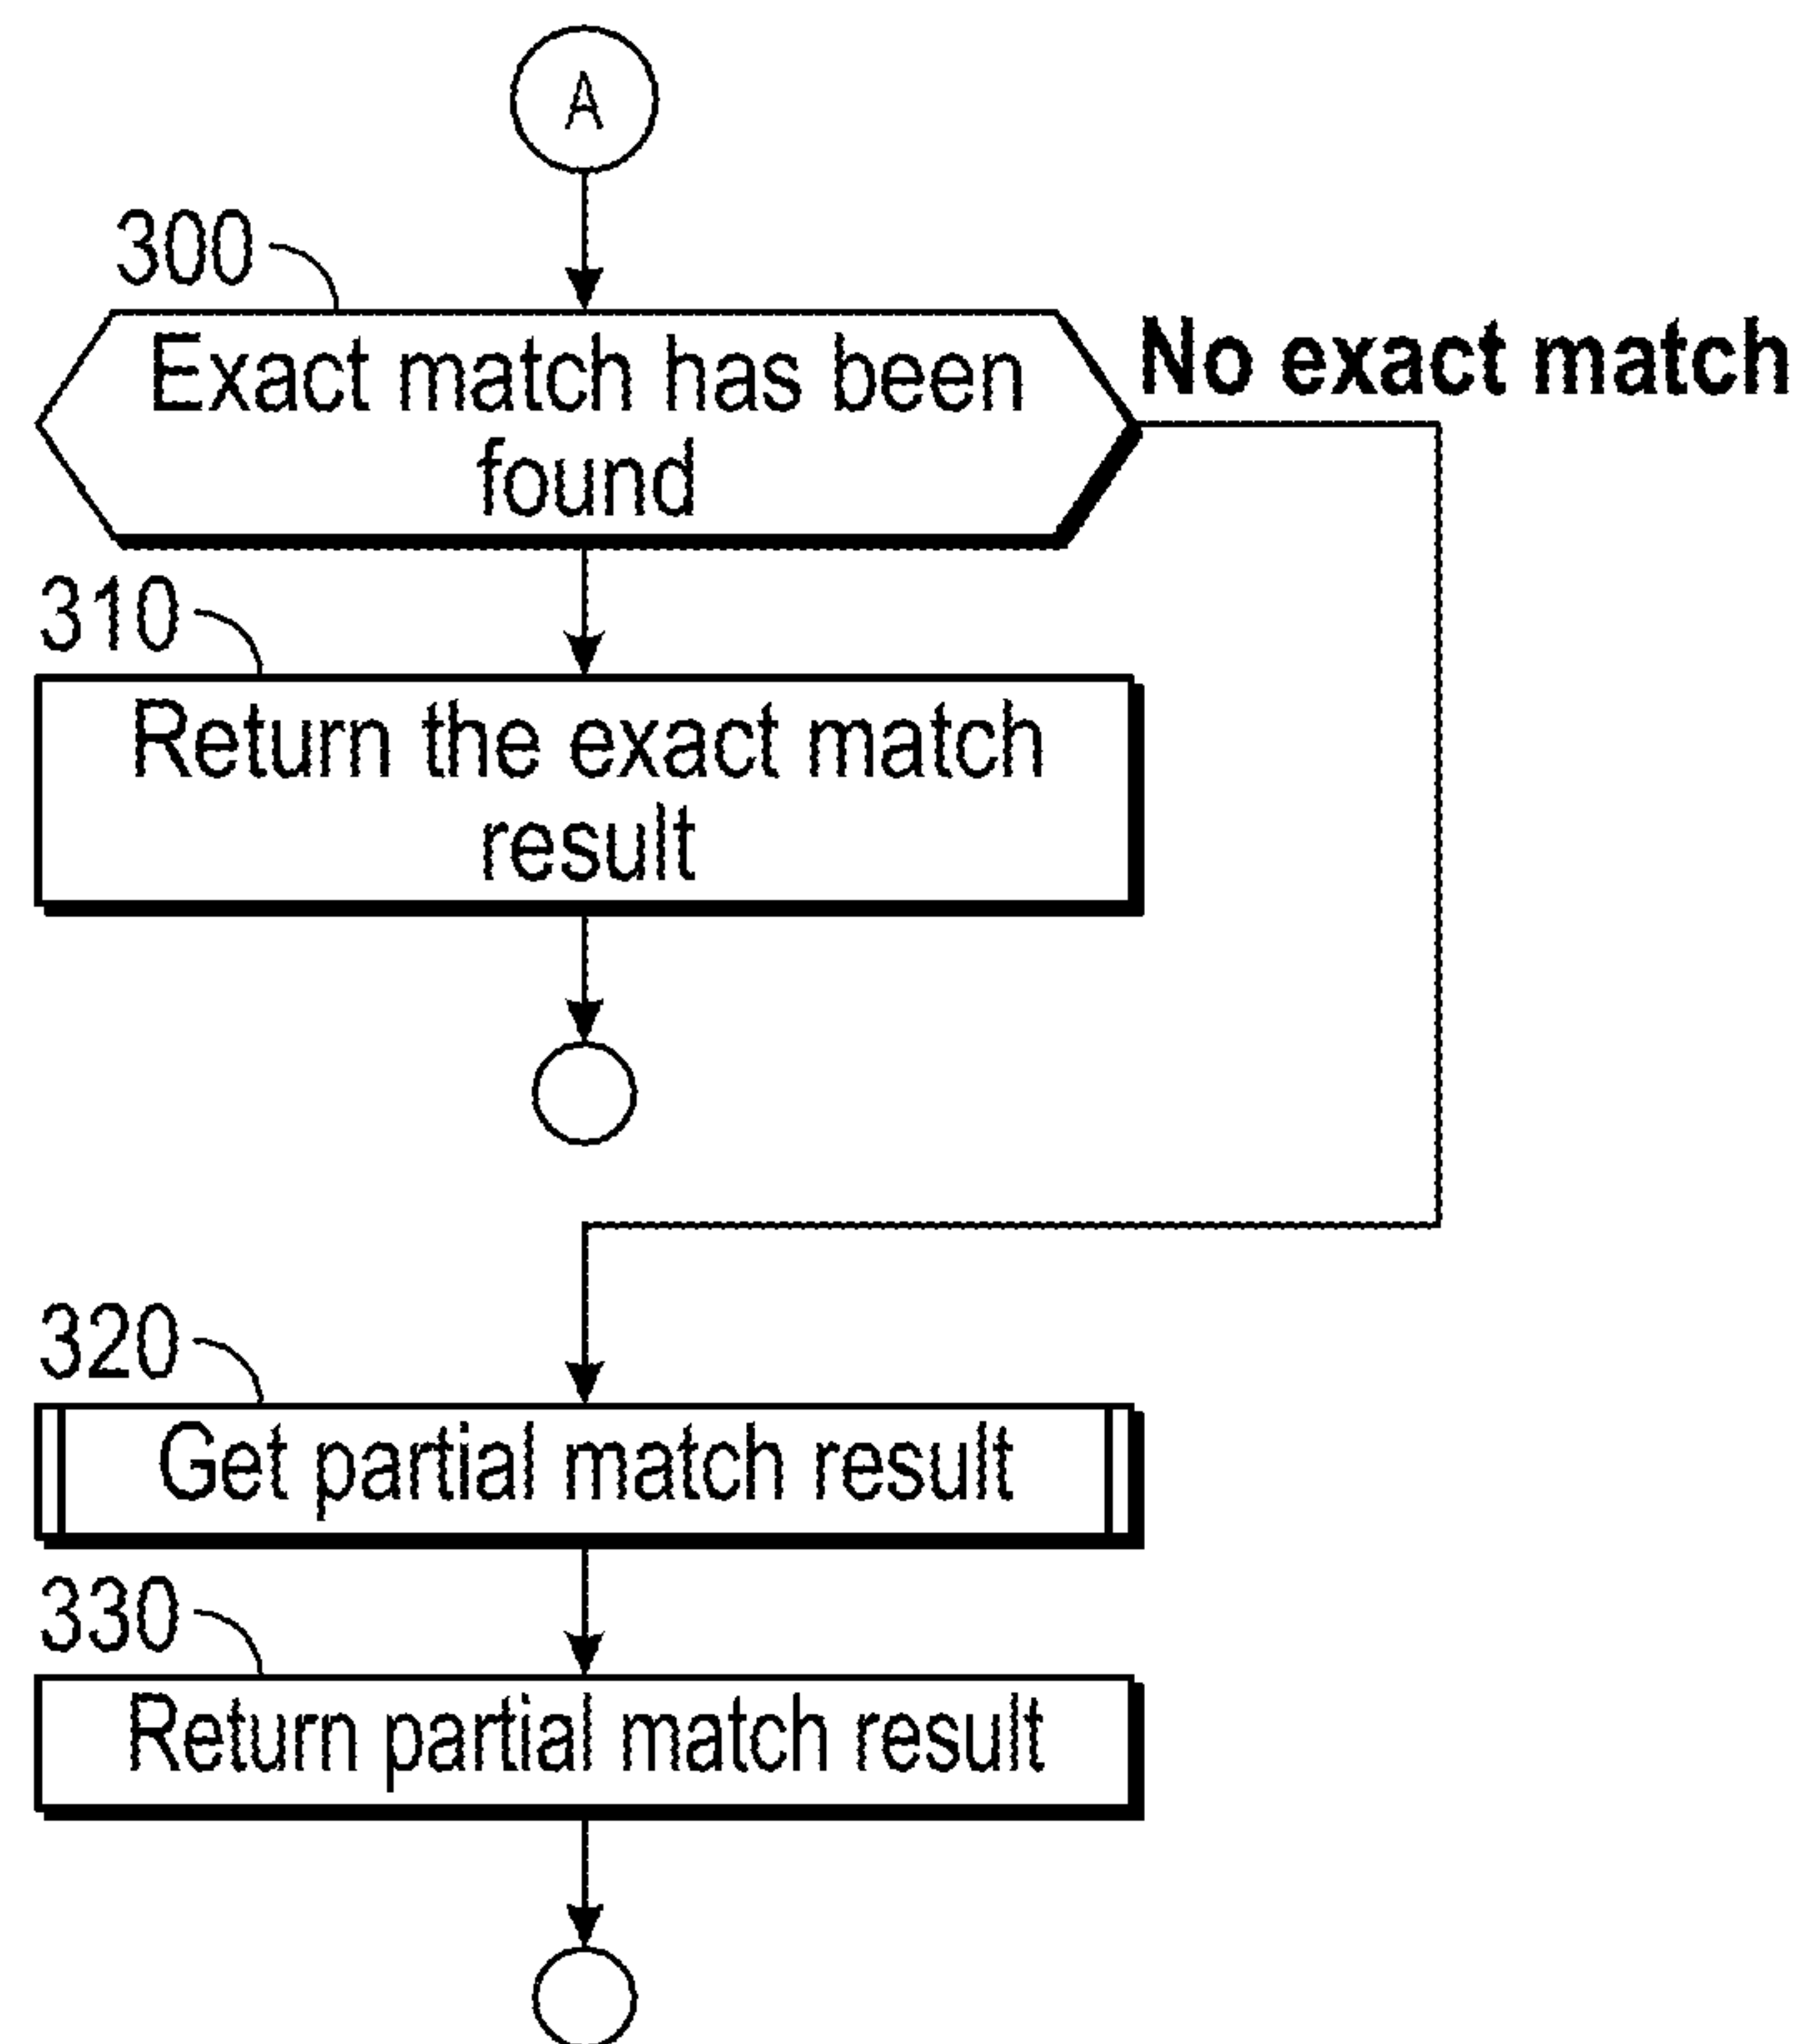 A
300
Exact match has been
found
No exact match
310
Return the exact match
result
320
Get partial match result
330
Return partial match result